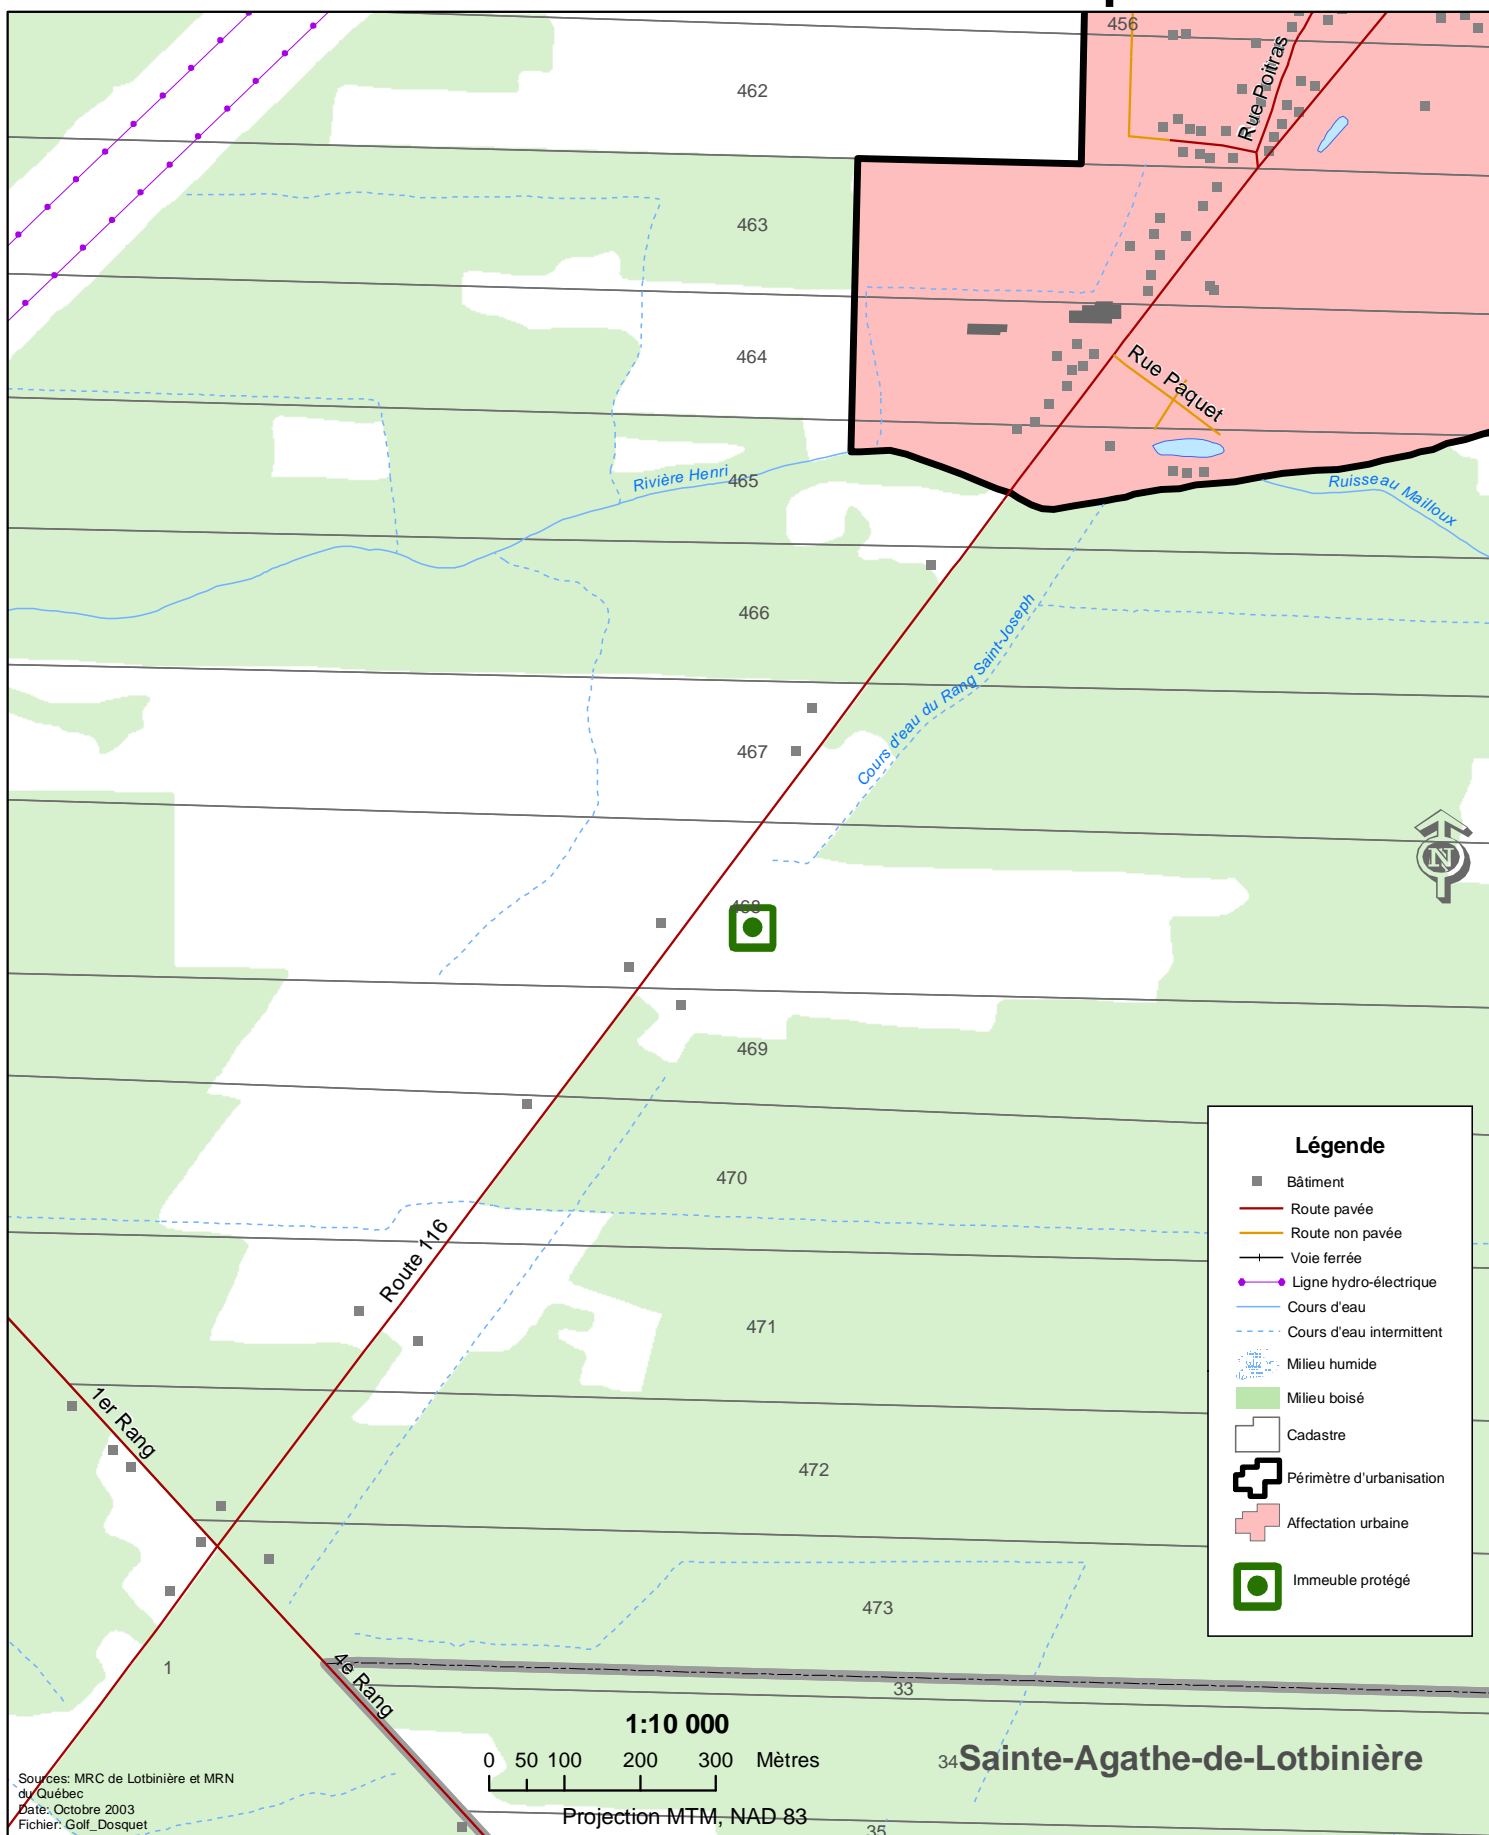 456
462
Rue Poitras
463
464
Rue Paquet
Rivière Henri
465
Ruisseau Mailloux
466
Cours d'eau du Rang Saint-Joseph
467
N
468
469
470
Route 116
471
1er Rang
472
473
1
4e Rang
33
34
Sainte-Agathe-de-Lotbinière
35
Légende
Bâtiment
Route pavée
Route non pavée
Voie ferrée
Ligne hydro-électrique
Cours d'eau
Cours d'eau intermittent
Milieu humide
Milieu boisé
Cadastre
Périmètre d'urbanisation
Affectation urbaine
Immeuble protégé
1:10 000
0 50 100 200 300 Mètres
Projection MTM, NAD 83
Sources: MRC de Lotbinière et MRN
du Québec
Date: Octobre 2003
Fichier: Golf_Dosquet